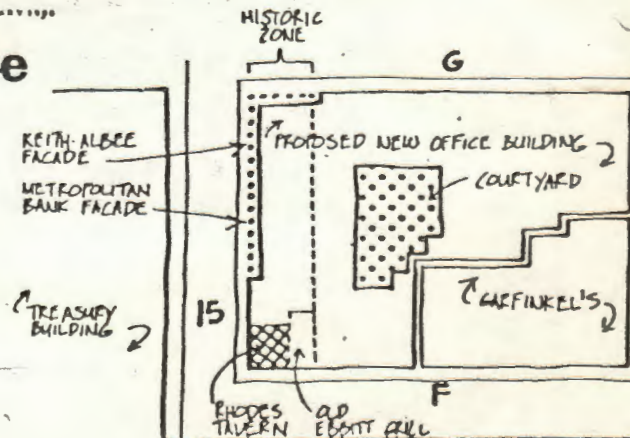 HISTORIC
ZONE
e
G
KEITH-ALBEE
FACADE
PROPOSED NEW OFFICE BUILDING
METROPOLITAN
BANK FACADE
COURTYARD
TREASURY
BUILDING
15
GARFINKEL'S
F
RHODES
TAVERN
OLD
EBBITT GRILL